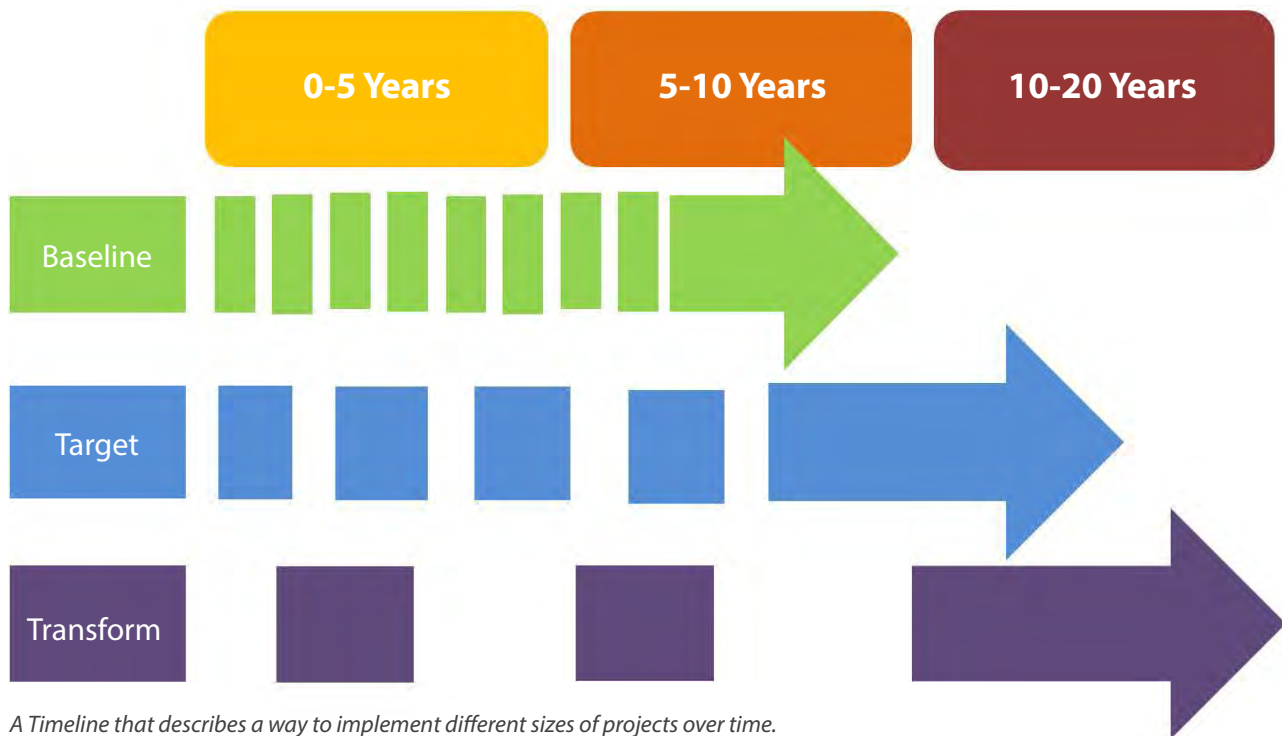 0-5 Years
5-10 Years
10-20 Years
Baseline
Target
Transform
A Timeline that describes a way to implement different sizes of projects over time.